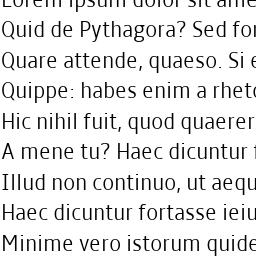 Lorem ipsum dolor sit ame
Quid de Pythagora? Sed for
Quare attende, quaeso. Si e
Quippe: habes enim a rheto
Hic nihil fuit, quod quaerer
A mene tu? Haec dicuntur f
Illud non continuo, ut aequ
Haec dicuntur fortasse ieiu
Minime vero istorum quide